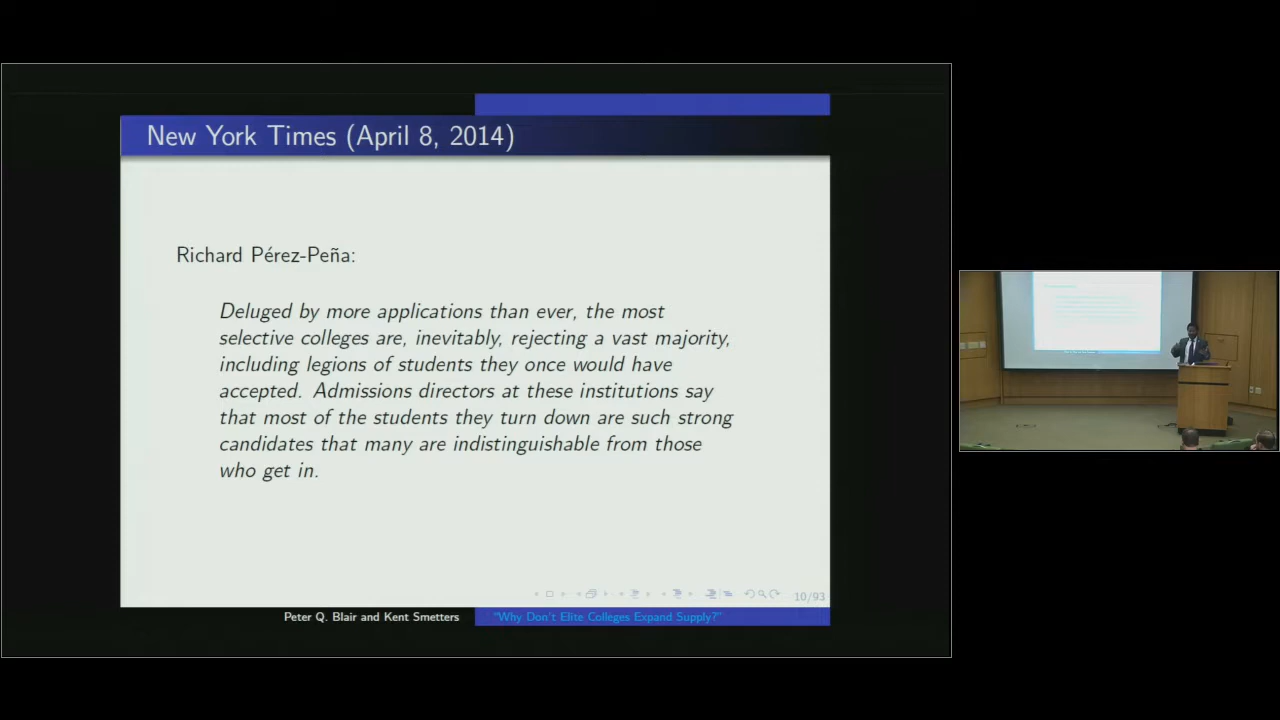 New York Times (April 8, 2014)
Richard Pérez-Peña:
Deluged by more applications than ever, the most
selective colleges are, inevitably, rejecting a vast majority,
including legions of students they once would have
accepted. Admissions directors at these institutions say
that most of the students they turn down are such strong
candidates that many are indistinguishable from those
who get in.
10/93
Peter Q. Blair and Kent Smetters
"Why Don't Elite Colleges Expand Supply?"